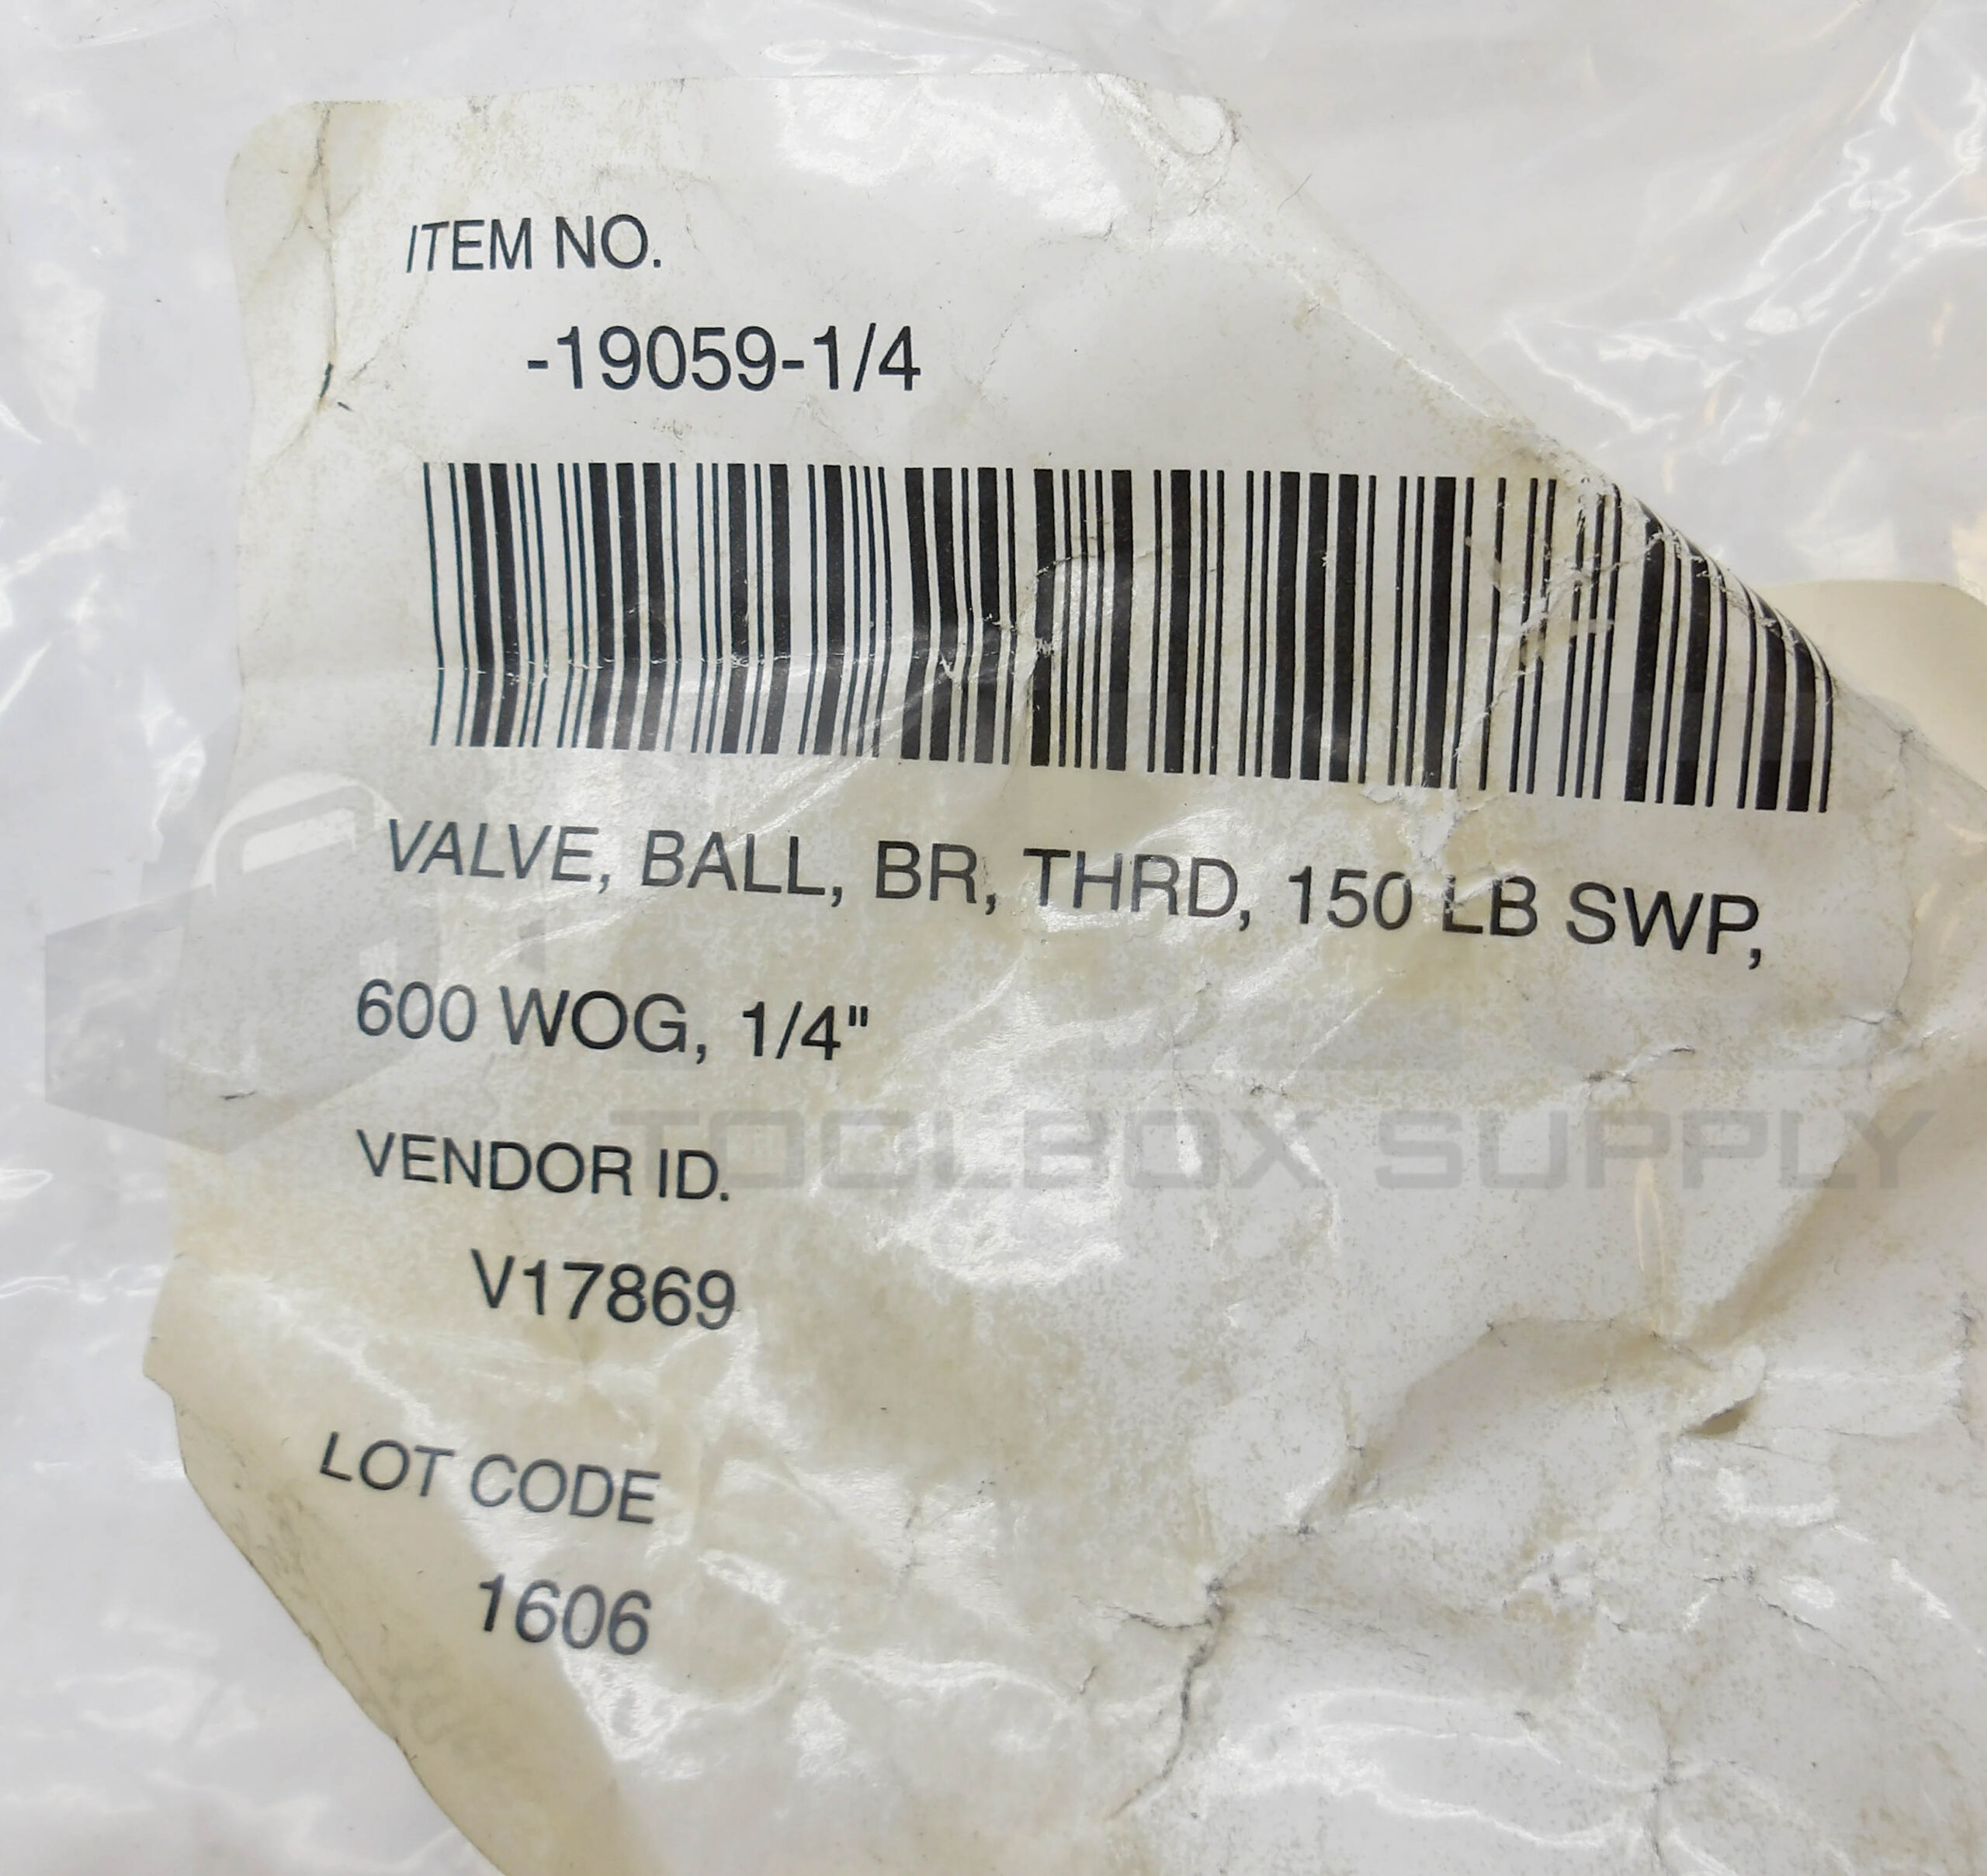 ITEM NO.
-19059-1/4
VALVE, BALL, BR, THRD, 150 LB SWP,
600 WOG, 1/4"
TOOLBOX SUPPLY
VENDOR ID.
V17869
LOT CODE
1606